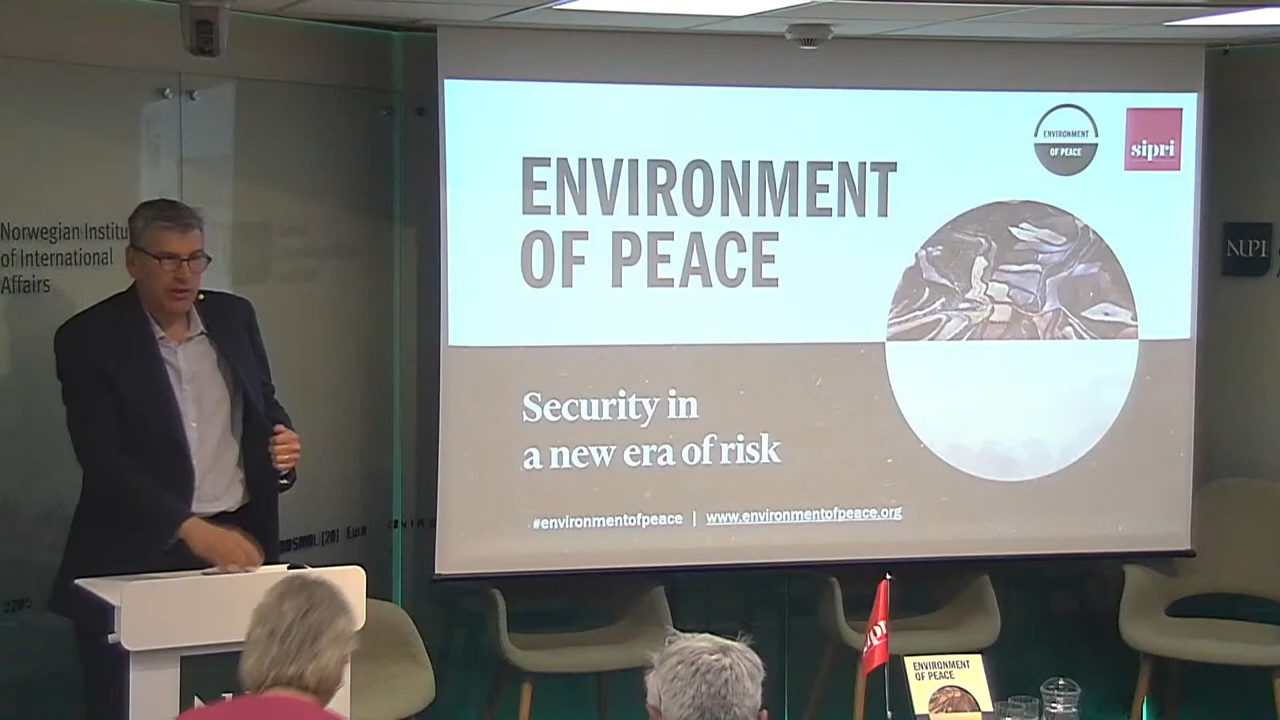 Norwegian Institu
of International
Affairs
ENVIRONMENT
OF PEACE
sipri
ENVIRONMENT
OF PEACE
Security in
a new era of risk
#environmentofpeace | www.environmentofpeace.org
NUPI
sipri
ENVIRONMENT
OF PEACE